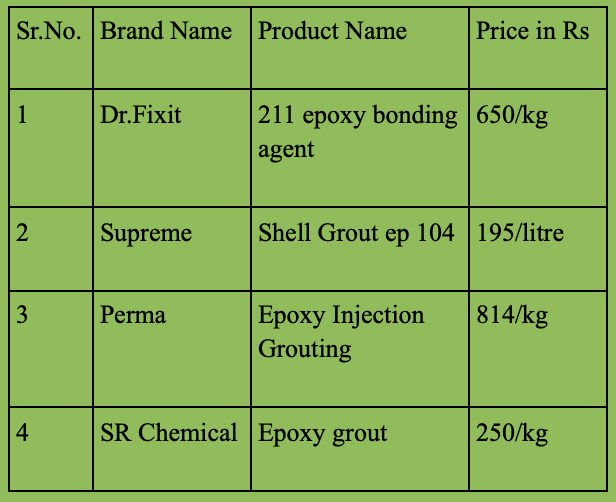 Sr.No. Brand Name Product Name Price in Rs
1 Dr.Fixit 211 epoxy bonding agent 650/kg
2 Supreme Shell Grout ep 104 195/litre
3 Perma Epoxy Injection Grouting 814/kg
4 SR Chemical Epoxy grout 250/kg